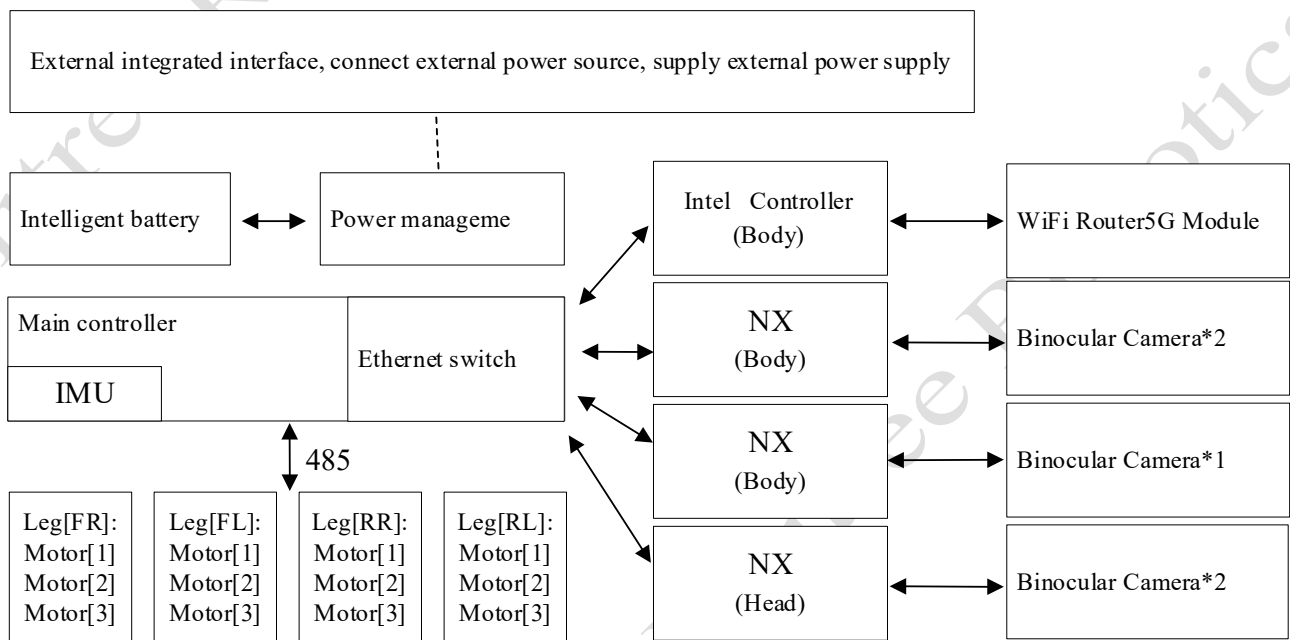 External integrated interface, connect external power source, supply external power supply
Intelligent battery
Power manageme
Intel Controller
(Body)
WiFi Router5G Module
Main controller
IMU
Ethernet switch
NX
(Body)
Binocular Camera*2
NX
(Body)
Binocular Camera*1
NX
(Head)
Binocular Camera*2
485
Leg[FR]:
Motor[1]
Motor[2]
Motor[3]
Leg[FL]:
Motor[1]
Motor[2]
Motor[3]
Leg[RR]:
Motor[1]
Motor[2]
Motor[3]
Leg[RL]:
Motor[1]
Motor[2]
Motor[3]